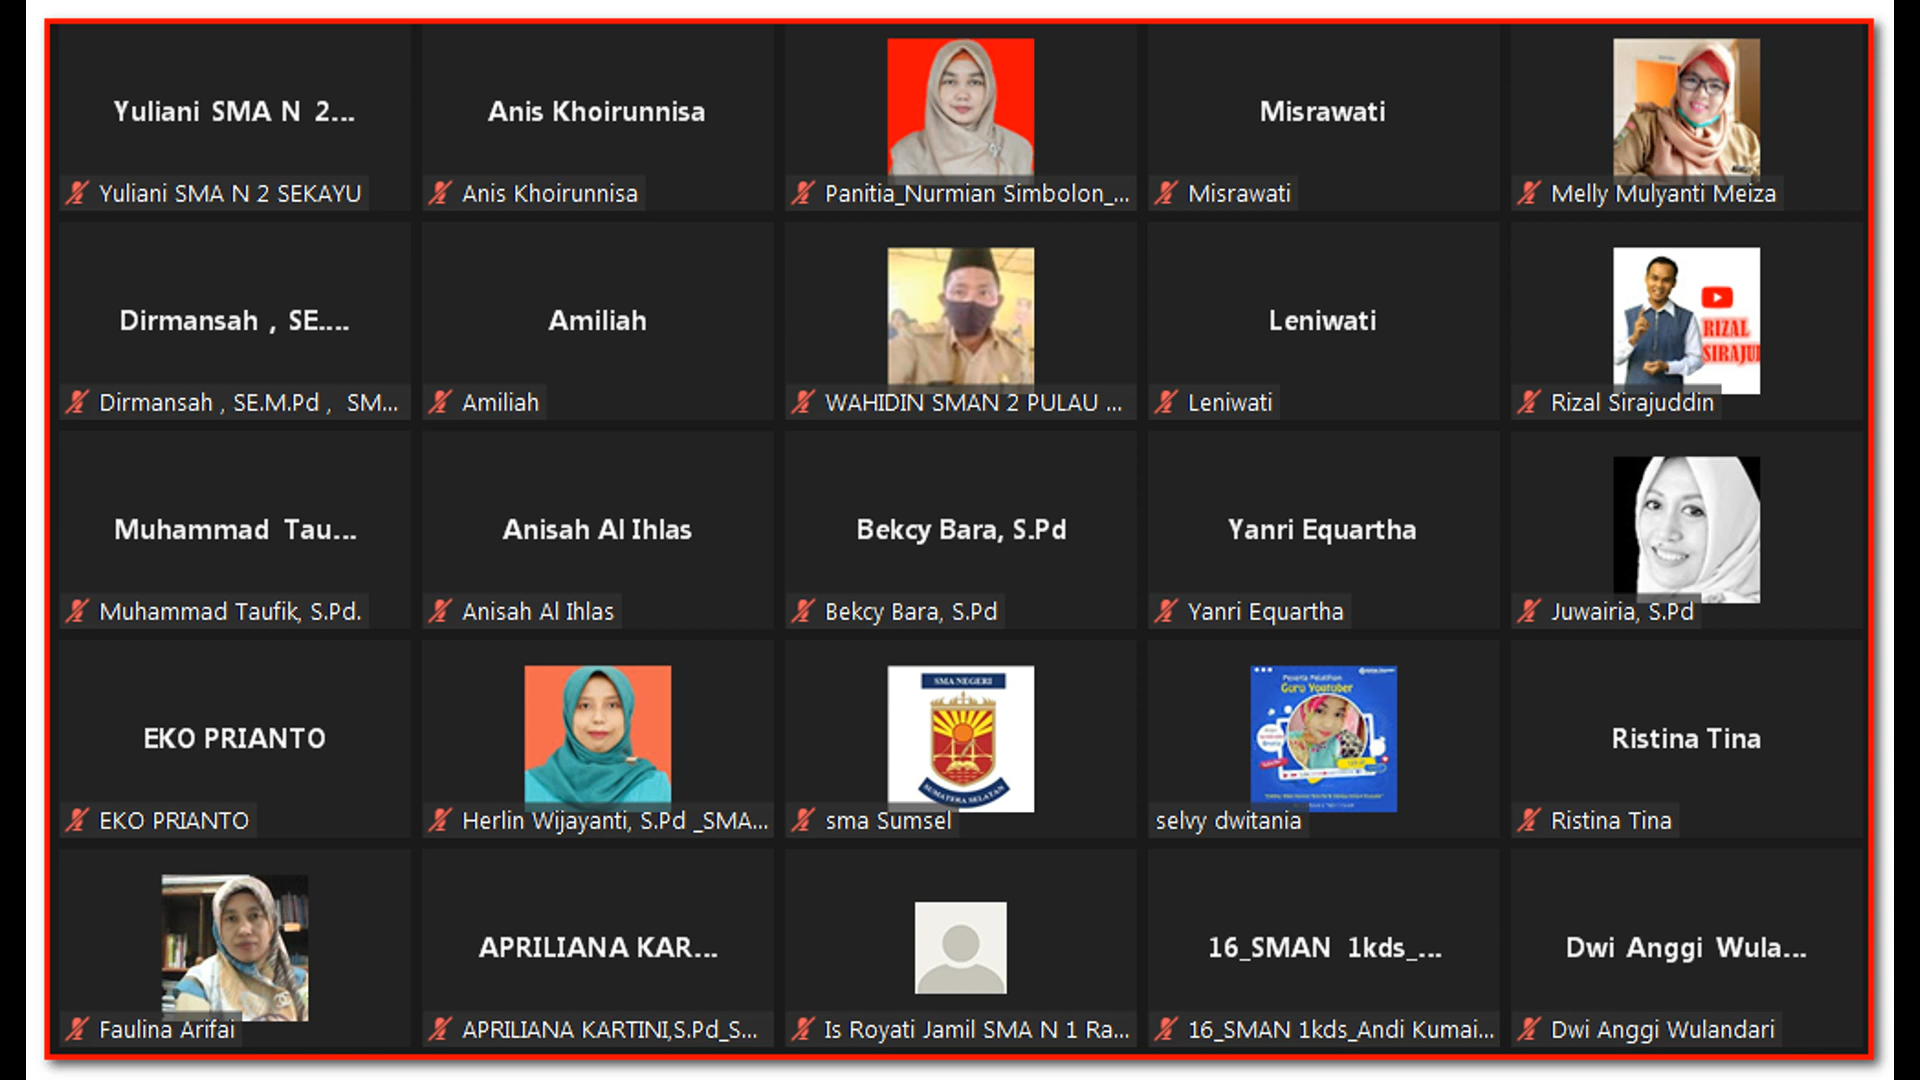 Yuliani SMA N 2...
Yuliani SMA N 2 SEKAYU
Anis Khoirunnisa
Anis Khoirunnisa
Panitia_Nurmian Simbolon_...
Misrawati
Misrawati
Melly Mulyanti Meiza
Dirmansah , SE....
Dirmansah , SE.M.Pd , SM...
Amiliah
Amiliah
WAHIDIN SMAN 2 PULAU ...
Leniwati
Leniwati
RIZAL
SIRAJU
Rizal Sirajuddin
Muhammad Tau...
Muhammad Taufik, S.Pd.
Anisah Al Ihlas
Anisah Al Ihlas
Bekcy Bara, S.Pd
Bekcy Bara, S.Pd
Yanri Equartha
Yanri Equartha
Juwairia, S.Pd
EKO PRIANTO
EKO PRIANTO
Herlin Wijayanti, S.Pd _SMA...
SMA NEGERI
SUMATERA SELATAN
sma Sumsel
Peserta Pelatihan
Guru Youtuber
selvy dwitania
Ristina Tina
Ristina Tina
Faulina Arifai
APRILIANA KAR...
APRILIANA KARTINI,S.Pd_S...
Is Royati Jamil SMA N 1 Ra...
16_SMAN 1kds_...
16_SMAN 1kds_Andi Kumai...
Dwi Anggi Wula...
Dwi Anggi Wulandari